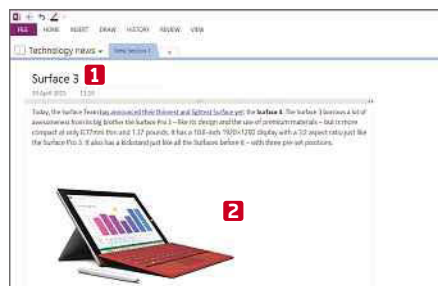 FILE HOME INSERT DRAW HISTORY REVIEW VIEW
Technology news New Section 1 +
Surface 3 1
Today, the Surface Team has announced their thinnest and lightest Surface yet: the Surface 3. The Surface 3 borrows a lot of
awesomeness from its big brother the Surface Pro 3 – like its design and the use of premium materials – but is more
compact at only 8.7mm thin and 1.37 pounds. It has a 10.8-inch 1920×1280 display with a 3:2 aspect ratio just like
the Surface Pro 3. It also has a kickstand just like all the Surfaces before it – with three pre-set positions.
2